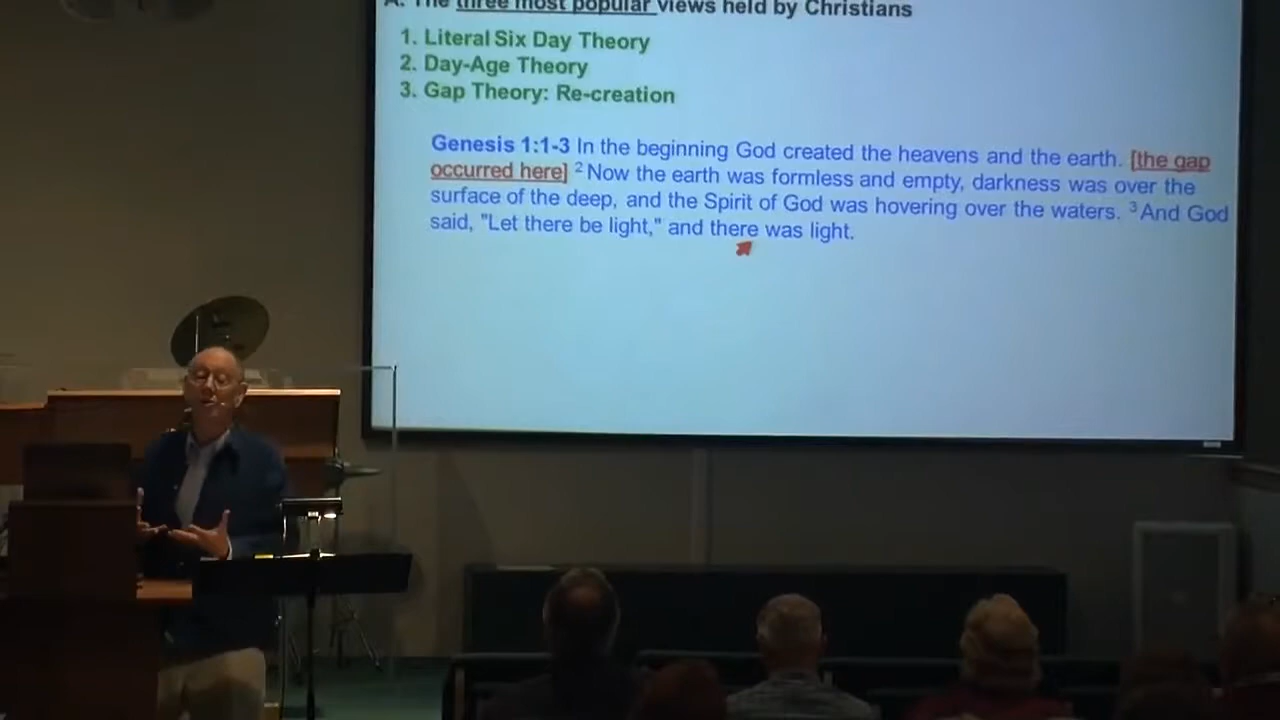 A. The three most popular views held by Christians
1. Literal Six Day Theory
2. Day-Age Theory
3. Gap Theory: Re-creation
Genesis 1:1-3 In the beginning God created the heavens and the earth. [the gap
occurred here] ² Now the earth was formless and empty, darkness was over the
surface of the deep, and the Spirit of God was hovering over the waters. ³ And God
said, "Let there be light," and there was light.